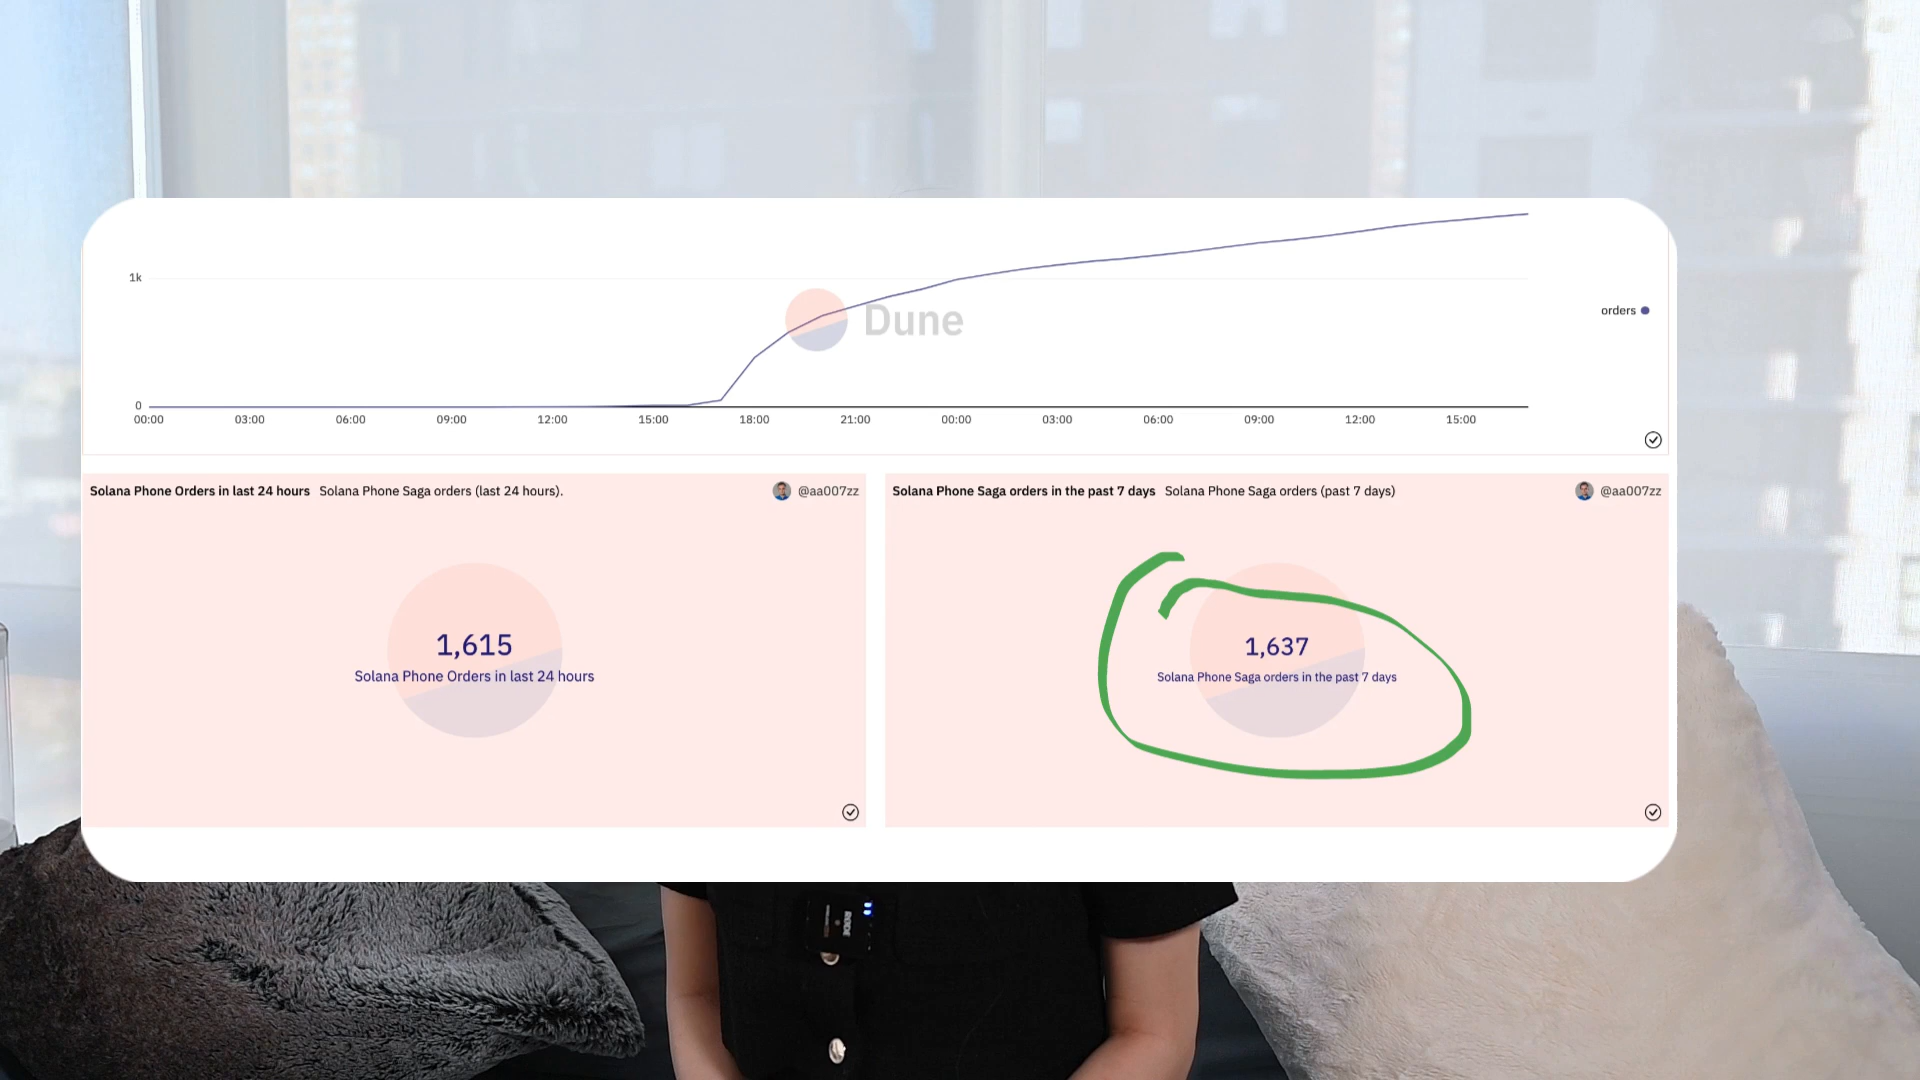 1k
Dune
orders
0
00:00 03:00 06:00 09:00 12:00 15:00 18:00 21:00 00:00 03:00 06:00 09:00 12:00 15:00
Solana Phone Orders in last 24 hours Solana Phone Saga orders (last 24 hours). @aa007zz
1,615
Solana Phone Orders in last 24 hours
Solana Phone Saga orders in the past 7 days Solana Phone Saga orders (past 7 days) @aa007zz
1,637
Solana Phone Saga orders in the past 7 days
RØDE